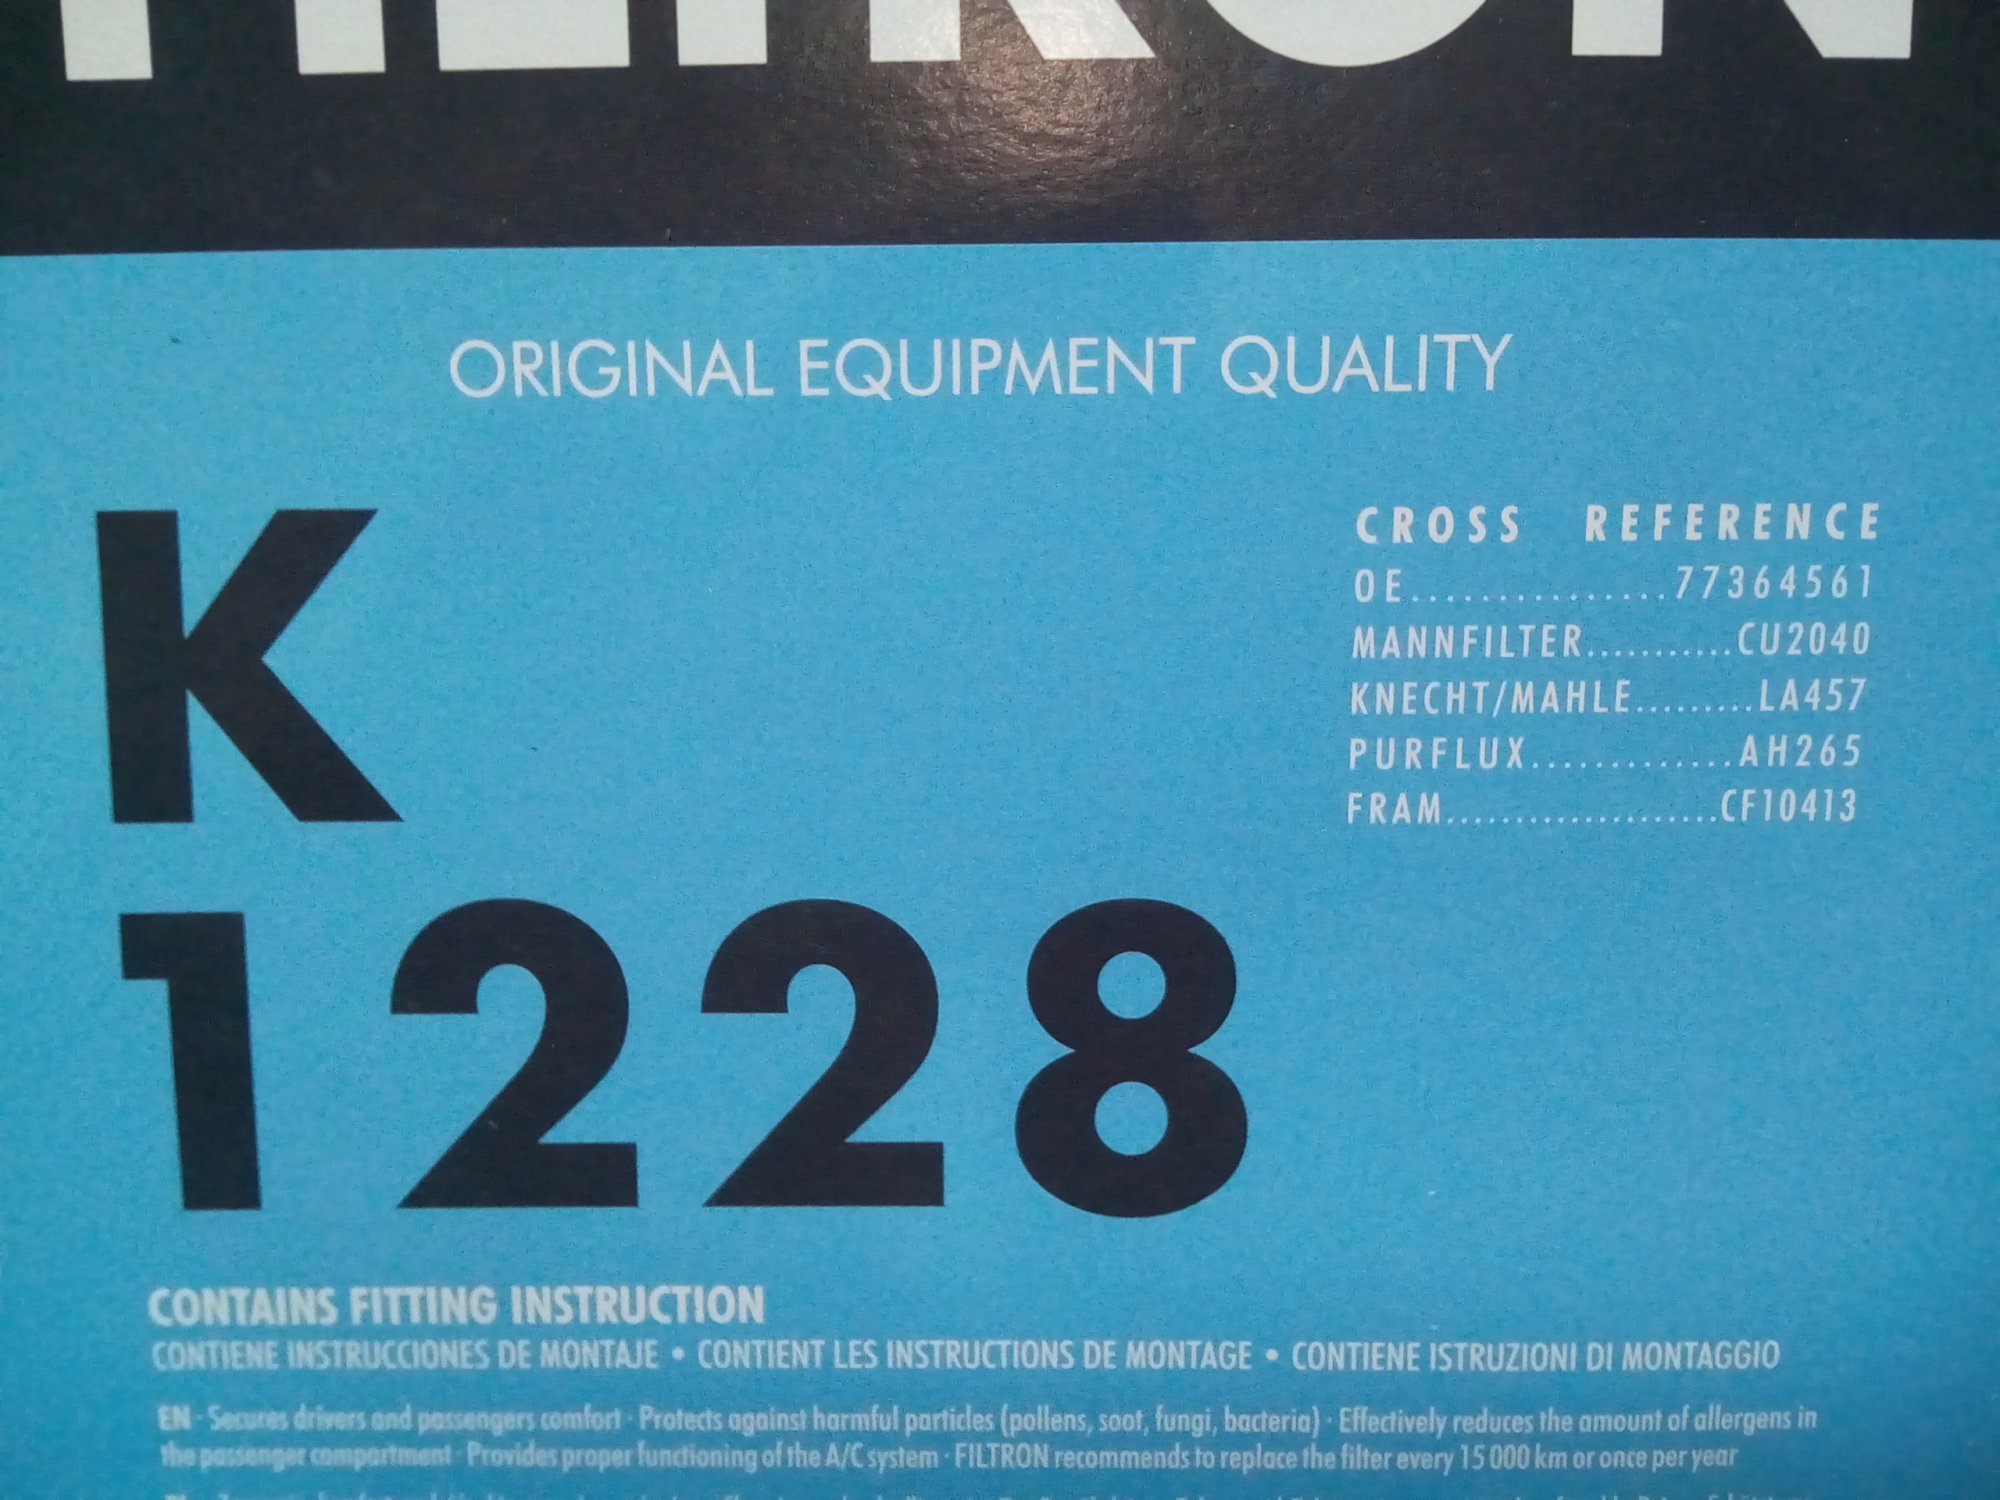 FILTRON
ORIGINAL EQUIPMENT QUALITY
K
1228
CROSS REFERENCE
OE................77364561
MANNFILTER...........CU2040
KNECHT/MAHLE.........LA457
PURFLUX.............AH265
FRAM....................CF10413
CONTAINS FITTING INSTRUCTION
CONTIENE INSTRUCCIONES DE MONTAJE • CONTIENT LES INSTRUCTIONS DE MONTAGE • CONTIENE ISTRUZIONI DI MONTAGGIO
EN · Secures drivers and passengers comfort · Protects against harmful particles (pollens, soot, fungi, bacteria) · Effectively reduces the amount of allergens in
the passenger compartment · Provides proper functioning of the A/C system · FILTRON recommends to replace the filter every 15 000 km or once per year